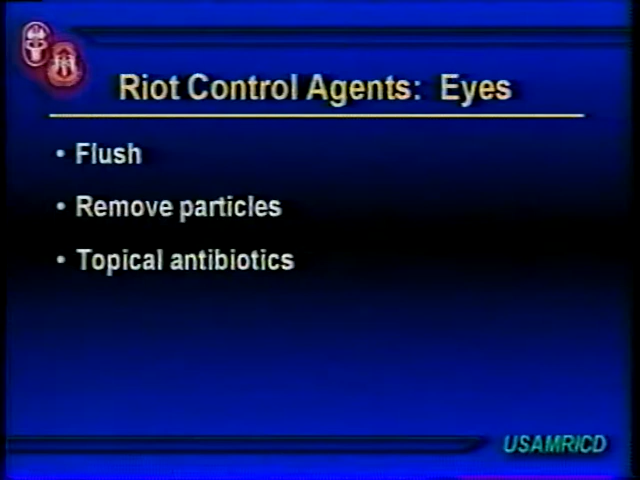 Riot Control Agents: Eyes
• Flush
• Remove particles
• Topical antibiotics
USAMRICD